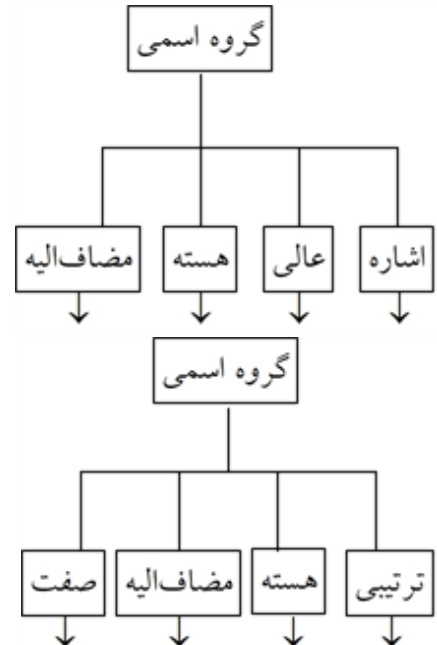 گروه اسمی
اشاره عالی هسته مضاف‌الیه
گروه اسمی
ترتیبی هسته مضاف‌الیه صفت